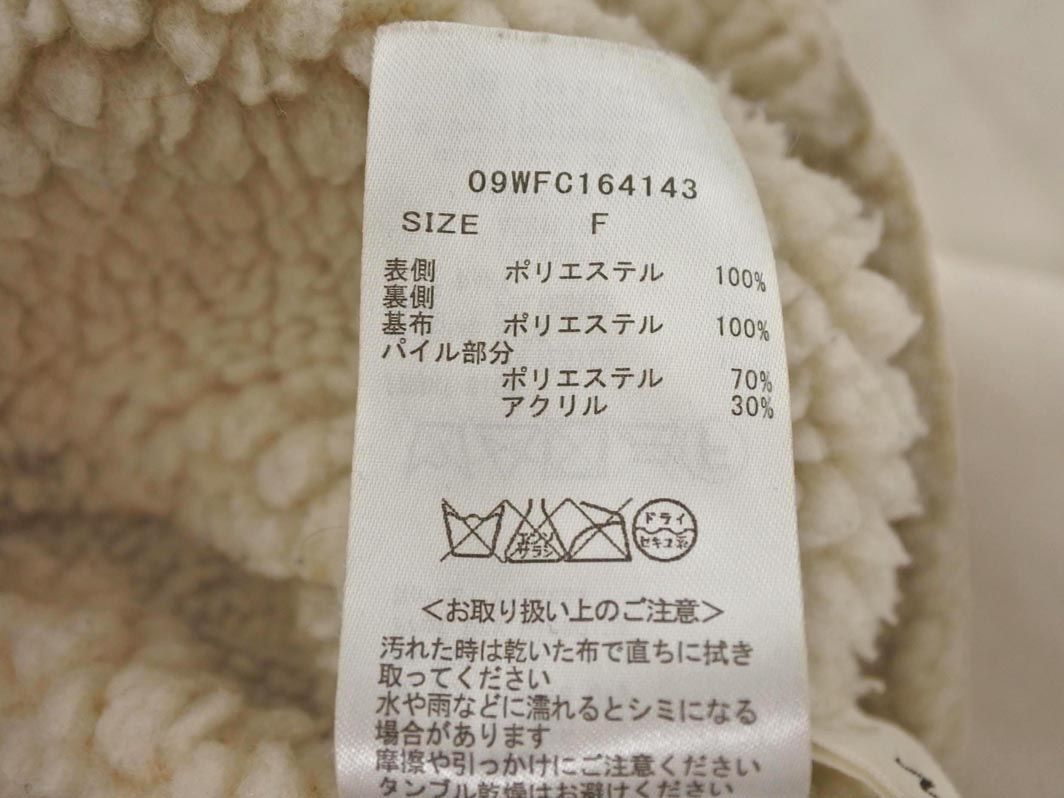 09WFC164143
SIZE F
表側 ポリエステル 100%
裏側
基布 ポリエステル 100%
パイル部分
ポリエステル 70%
アクリル 30%
エンソ サラシ
ドライ セキユ系
<お取り扱い上のご注意>
汚れた時は乾いた布で直ちに拭き
取ってください
水や雨などに濡れるとシミになる
場合があります
摩擦や引っかけにご注意ください
タンブル乾燥はお避けください